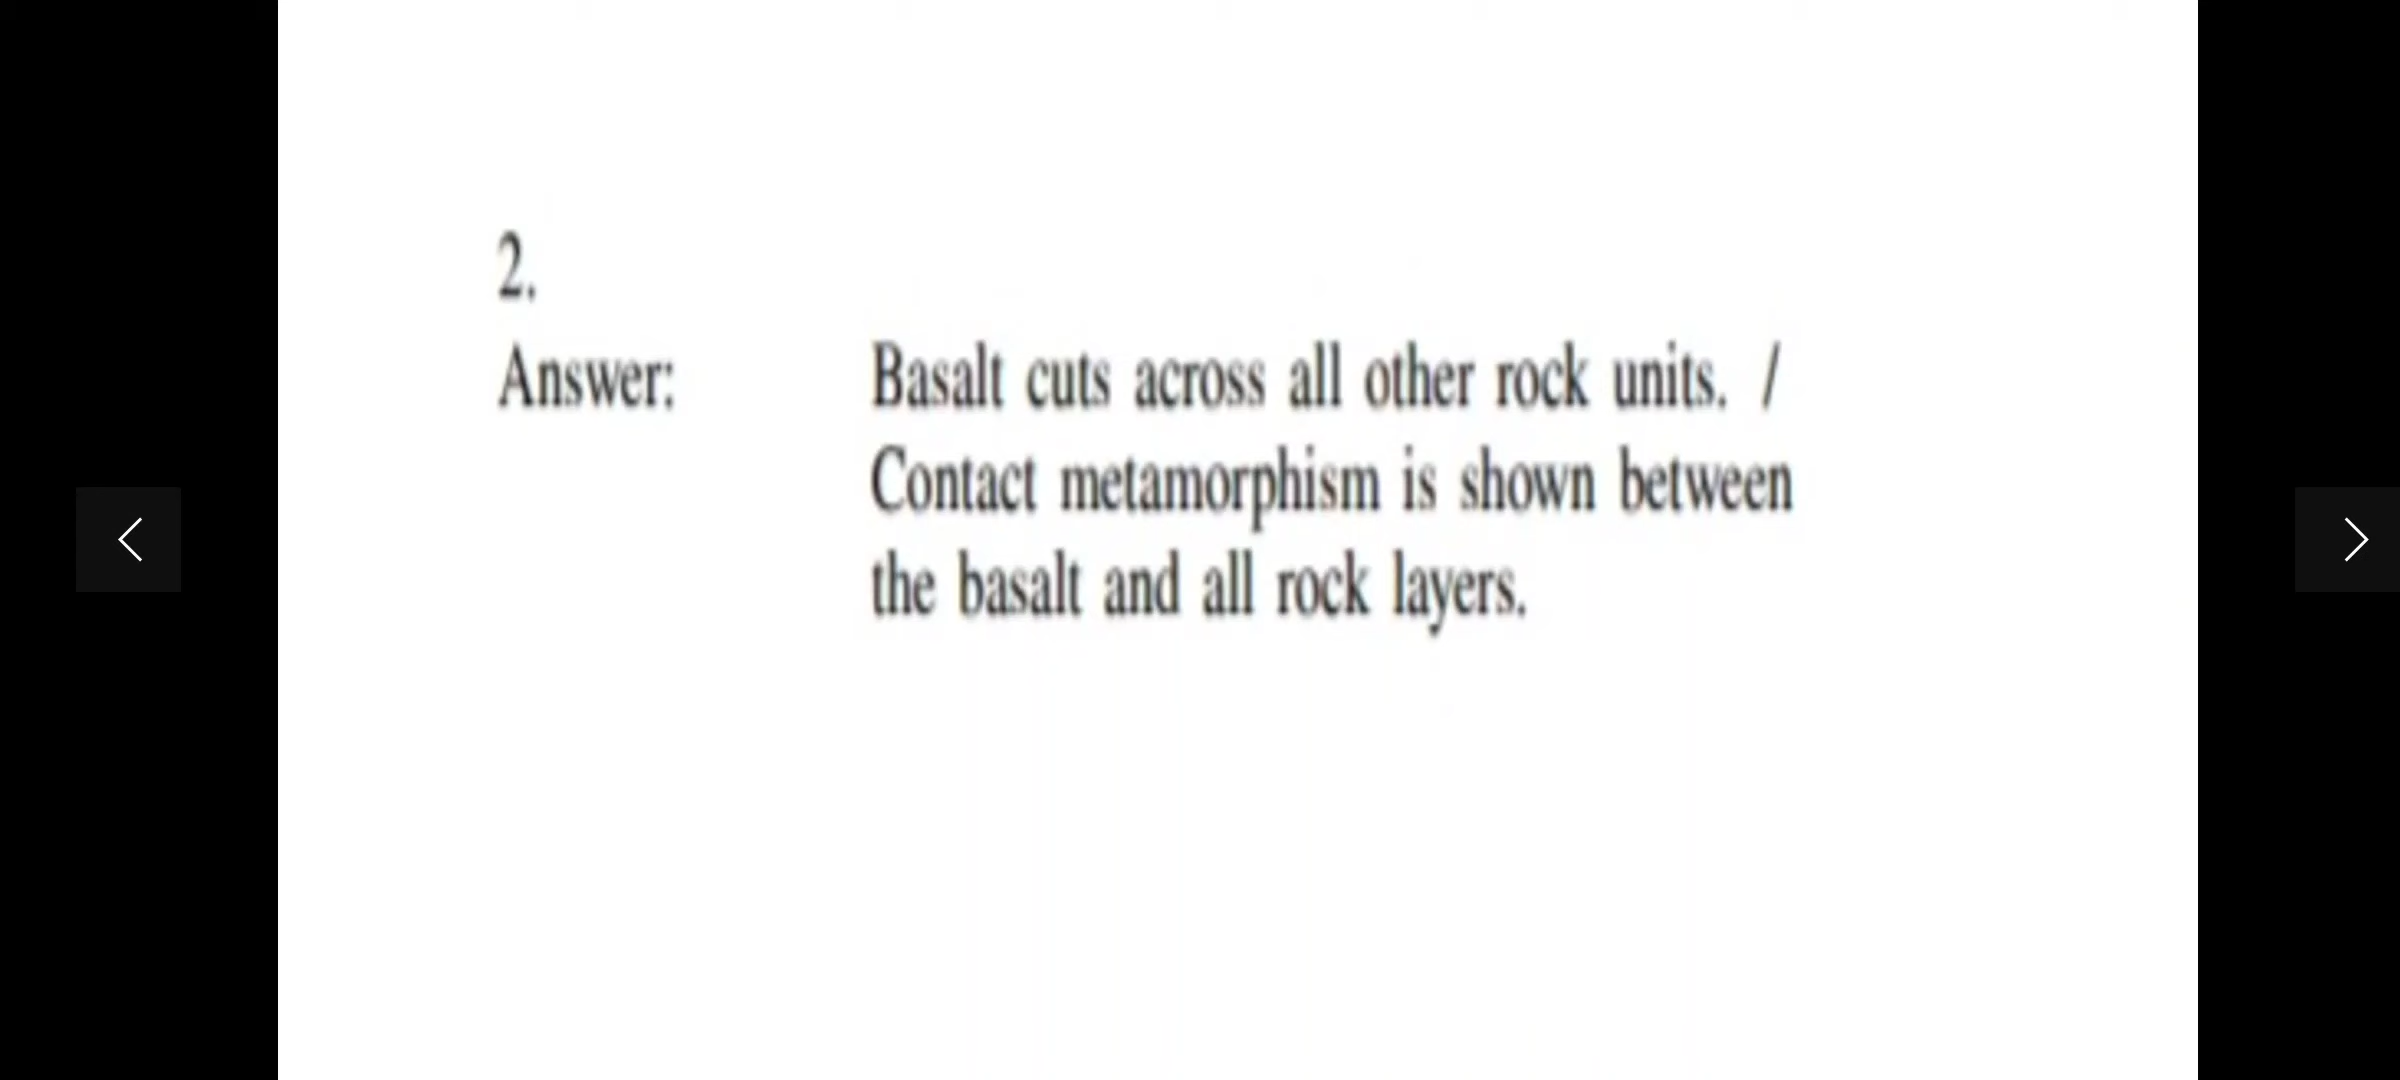 2.
Answer: Basalt cuts across all other rock units. /
Contact metamorphism is shown between
the basalt and all rock layers.